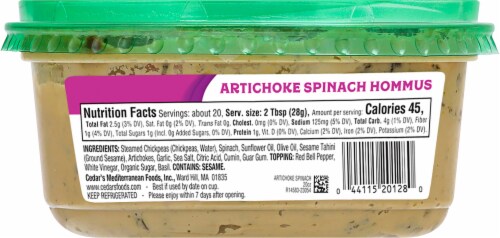 ARTICHOKE SPINACH HOMMUS
Nutrition Facts Servings: about 20, Serv. size: 2 Tbsp (28g), Amount per serving: Calories 45,
Total Fat 2.5g (3% DV), Sat. Fat 0g (2% DV), Trans Fat 0g, Cholest. 0mg (0% DV), Sodium 125mg (6% DV), Total Carb. 4g (1% DV), Fiber
1g (4% DV), Total Sugars 1g (Incl. 0g Added Sugars, 0% DV), Protein 1g, Vit. D (0% DV), Calcium (2% DV), Iron (2% DV), Potassium (2% DV).
INGREDIENTS: Steamed Chickpeas (Chickpeas, Water), Spinach, Sunflower Oil, Olive Oil, Sesame Tahini
(Ground Sesame), Artichokes, Garlic, Sea Salt, Citric Acid, Cumin, Guar Gum. TOPPING: Red Bell Pepper,
White Vinegar, Organic Sugar, Basil. CONTAINS: SESAME.
Cedar's Mediterranean Foods, Inc., Ward Hill, MA 01835
www.cedarsfoods.com - Best if used by date on cup.
KEEP REFRIGERATED - Please enjoy within 7 days after opening.
ARTICHOKE SPINACH
20oz
0 44115 20128 0